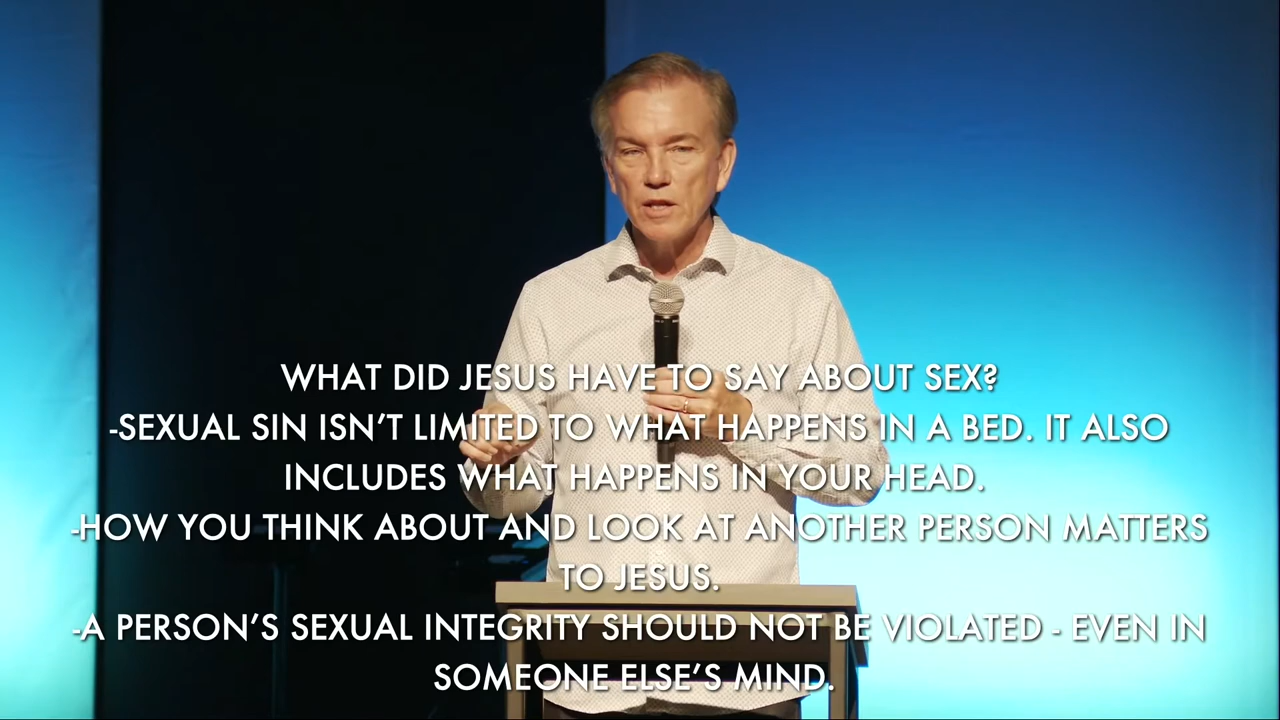 WHAT DID JESUS HAVE TO SAY ABOUT SEX?
-SEXUAL SIN ISN’T LIMITED TO WHAT HAPPENS IN A BED. IT ALSO
INCLUDES WHAT HAPPENS IN YOUR HEAD.
-HOW YOU THINK ABOUT AND LOOK AT ANOTHER PERSON MATTERS
TO JESUS.
-A PERSON’S SEXUAL INTEGRITY SHOULD NOT BE VIOLATED - EVEN IN
SOMEONE ELSE’S MIND.